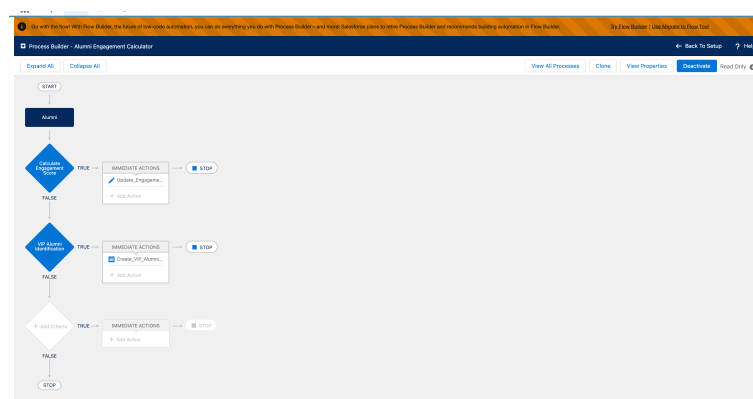 Go with the flow! With Flow Builder, the future of low-code automation, you can do everything you do with Process Builder—and more! Salesforce plans to retire Process Builder and recommends building automation in Flow Builder. Try Flow Builder | Use Migrate to Flow Tool
Process Builder - Alumni Engagement Calculator
← Back To Setup
? Hel
Expand All
Collapse All
View All Processes
Clone
View Properties
Deactivate
Read Only
START
Alumni
Calculate
Engagement
Score
TRUE
IMMEDIATE ACTIONS
STOP
Update_Engageme...
+ Add Action
FALSE
VIP Alumni
Identification
TRUE
IMMEDIATE ACTIONS
STOP
Create_VIP_Alumni...
+ Add Action
FALSE
+ Add Criteria
TRUE
IMMEDIATE ACTIONS
STOP
+ Add Action
FALSE
STOP